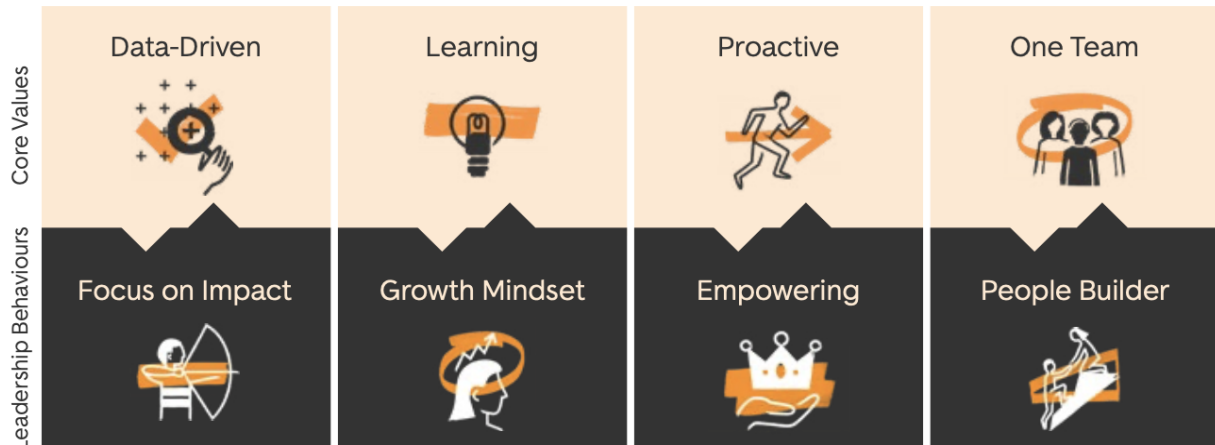 Core Values
Data-Driven
Learning
Proactive
One Team
Leadership Behaviours
Focus on Impact
Growth Mindset
Empowering
People Builder